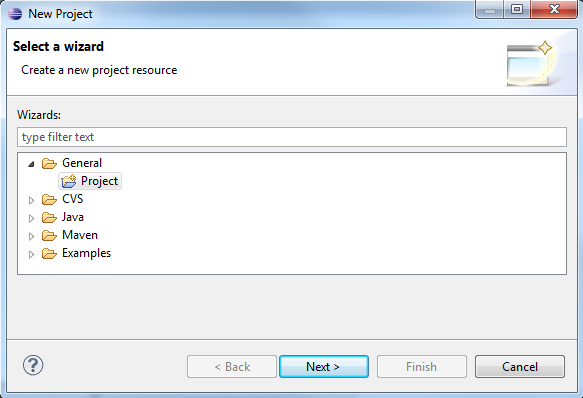 New Project
Select a wizard
Create a new project resource
Wizards:
type filter text
General
Project
CVS
Java
Maven
Examples
? < Back Next > Finish Cancel